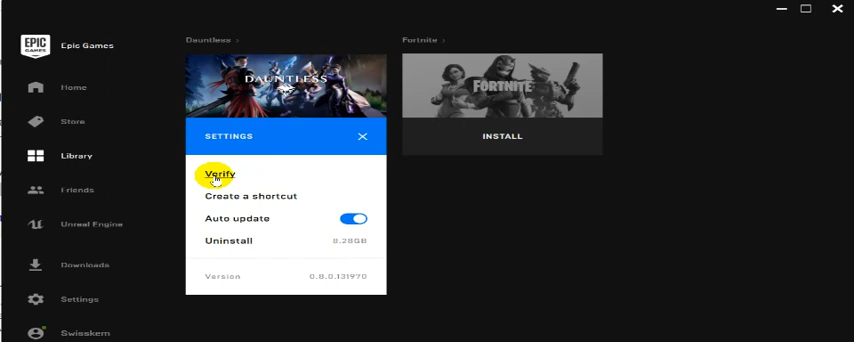 EPIC
GAMES
Epic Games
Home
Store
Library
Friends
Unreal Engine
Downloads
Settings
Swisskern
Dauntless >
DAUNTLESS
SETTINGS
Verify
Create a shortcut
Auto update
Uninstall 8.28GB
Version 0.8.0.131970
Fortnite >
FORTNITE
INSTALL